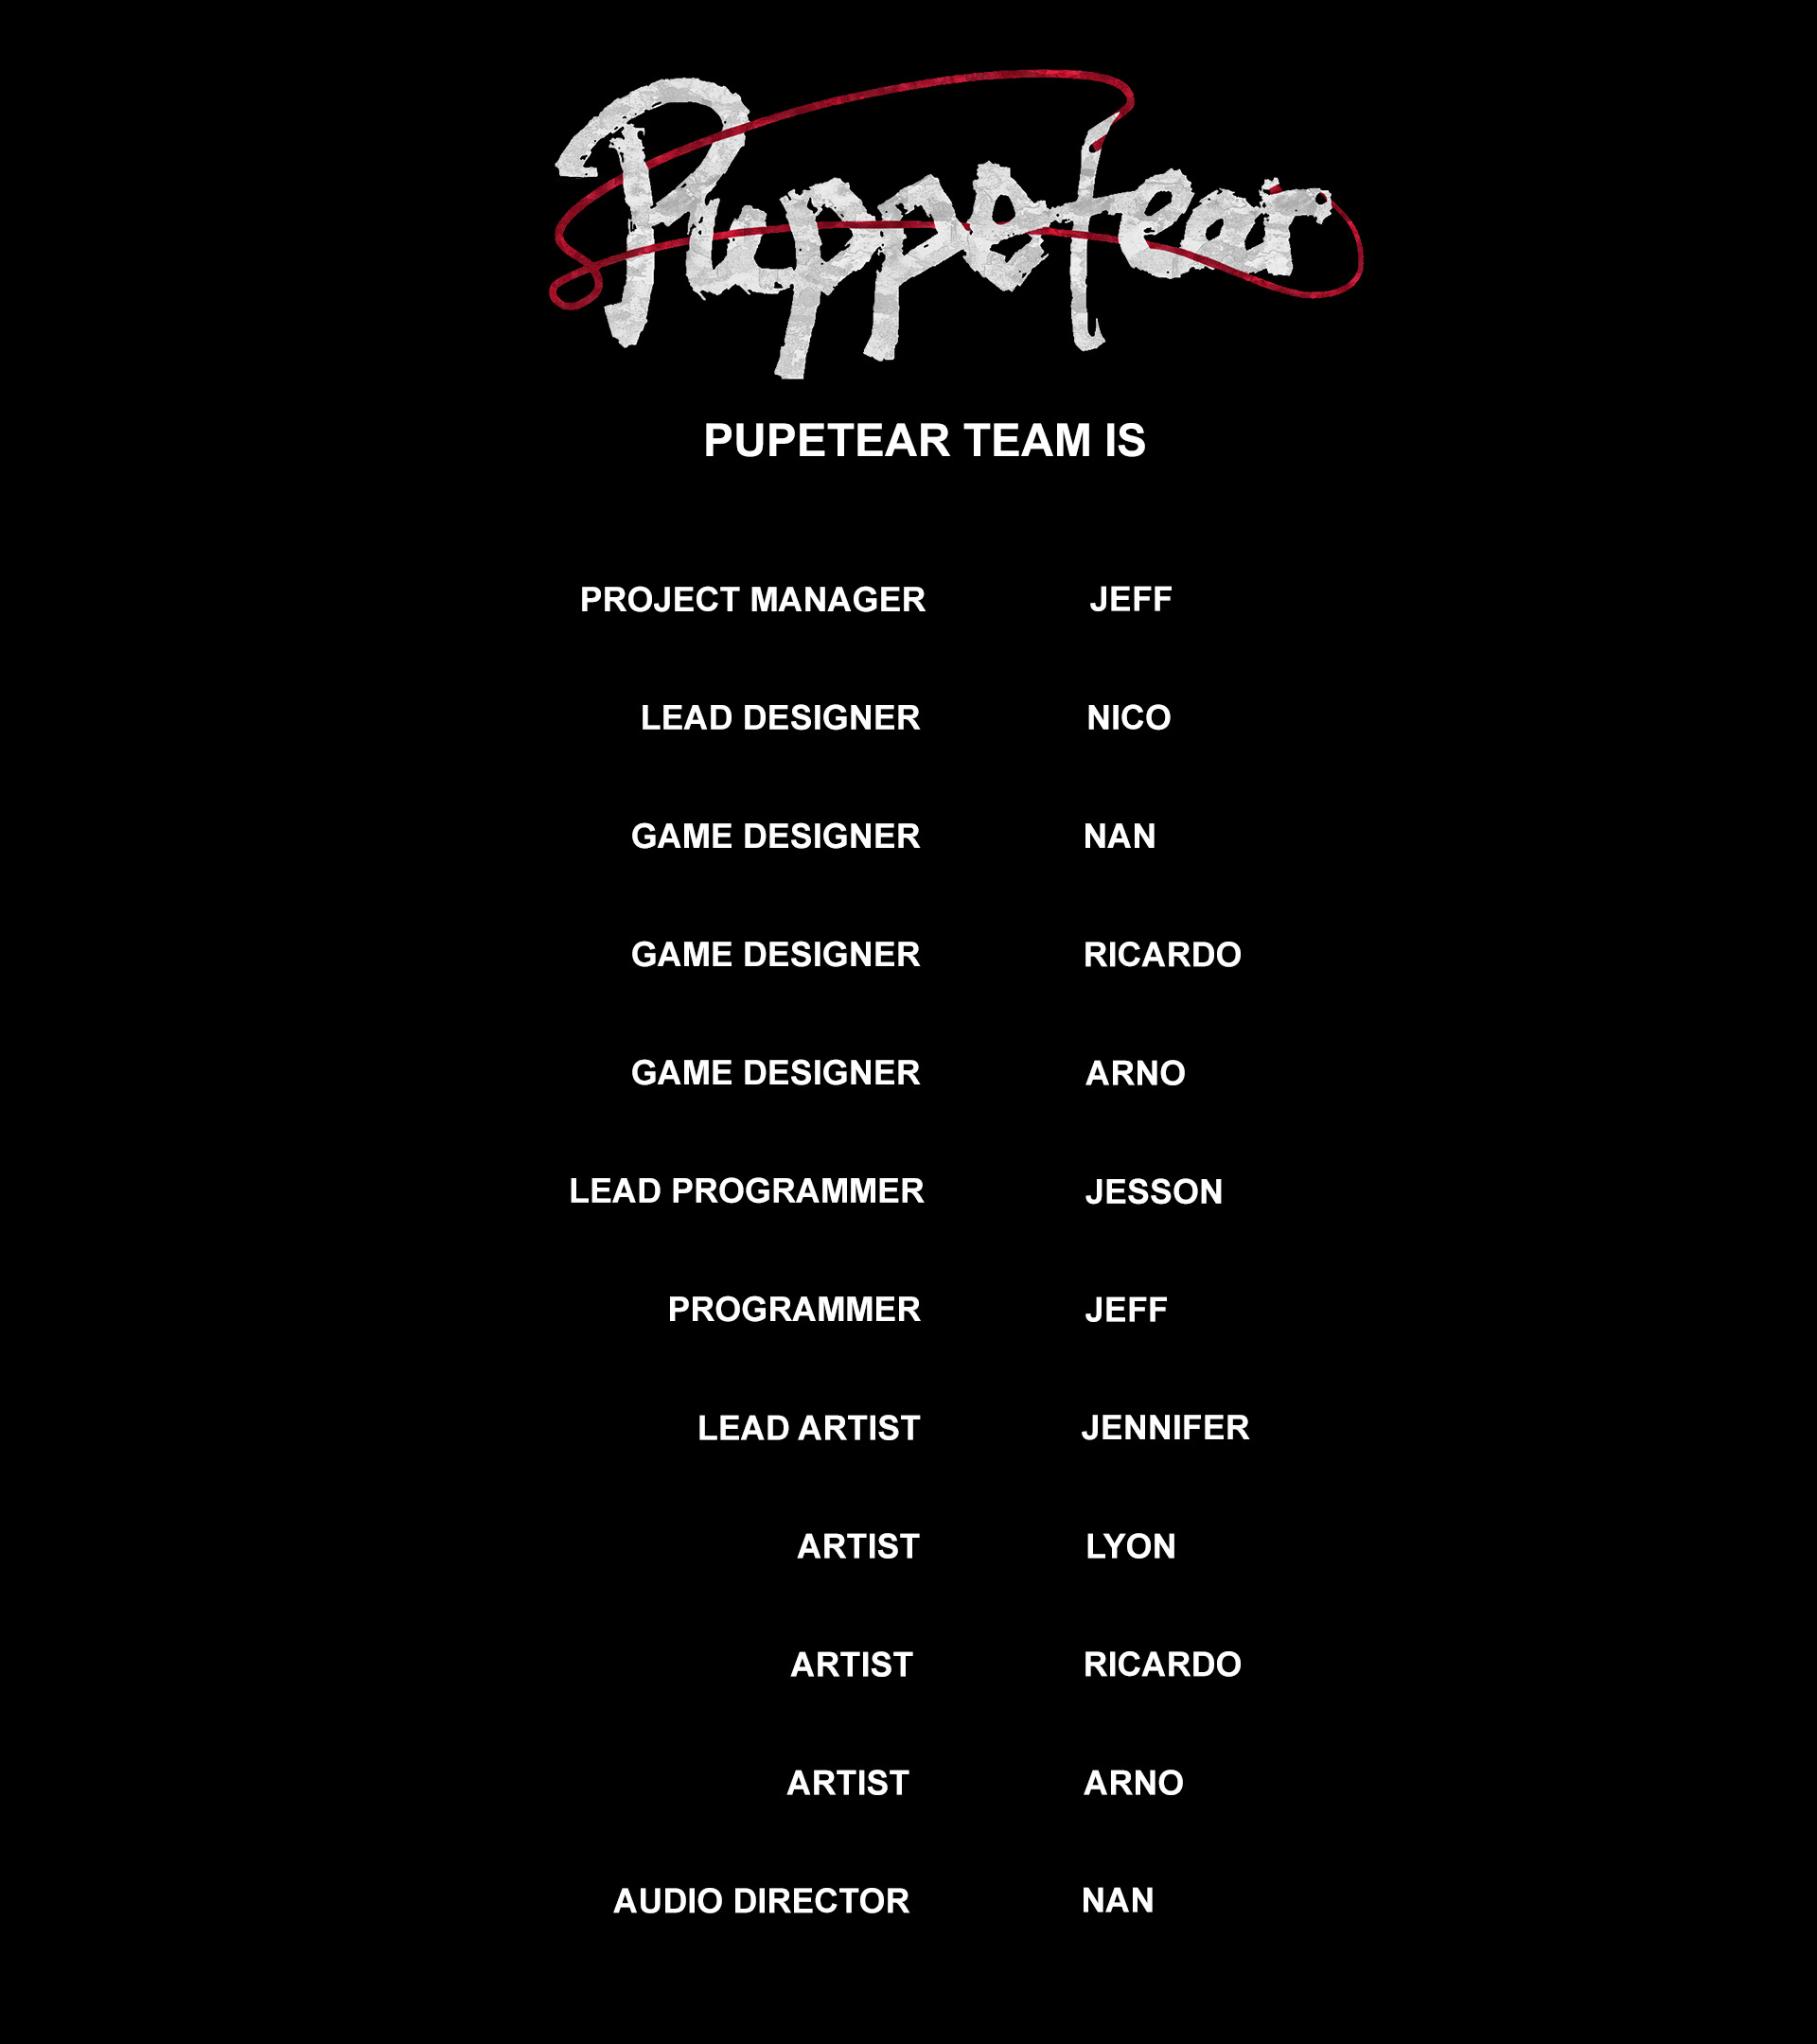 Puppetear
PUPETEAR TEAM IS
PROJECT MANAGER JEFF
LEAD DESIGNER NICO
GAME DESIGNER NAN
GAME DESIGNER RICARDO
GAME DESIGNER ARNO
LEAD PROGRAMMER JESSON
PROGRAMMER JEFF
LEAD ARTIST JENNIFER
ARTIST LYON
ARTIST RICARDO
ARTIST ARNO
AUDIO DIRECTOR NAN